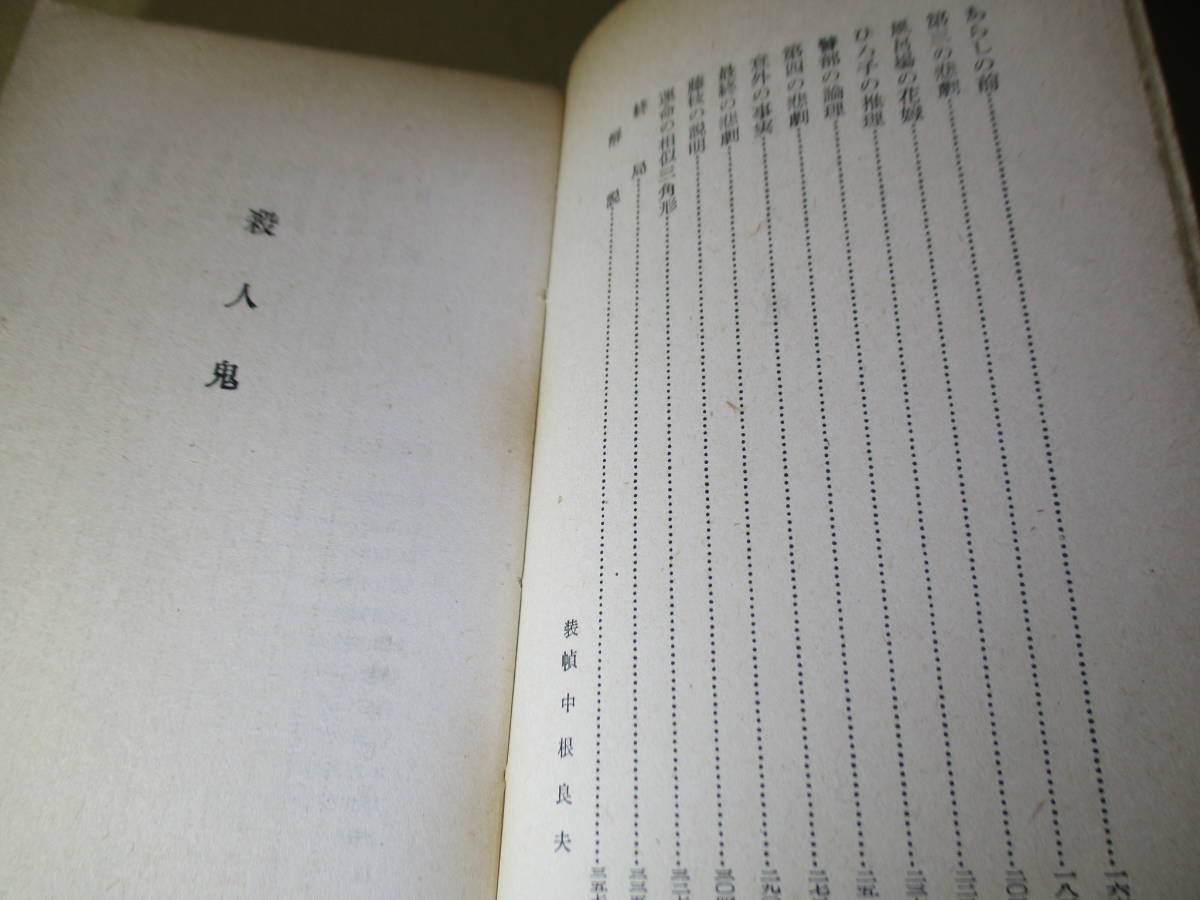 あらしの前
第三の悲劇
風呂場の花嫁
ひろ子の推理
警部の論理
第四の悲劇
意外の事実
最終の悲劇
藤枝の説明
運命の相似三角形
終局
解説
装幀中根良夫
殺人鬼